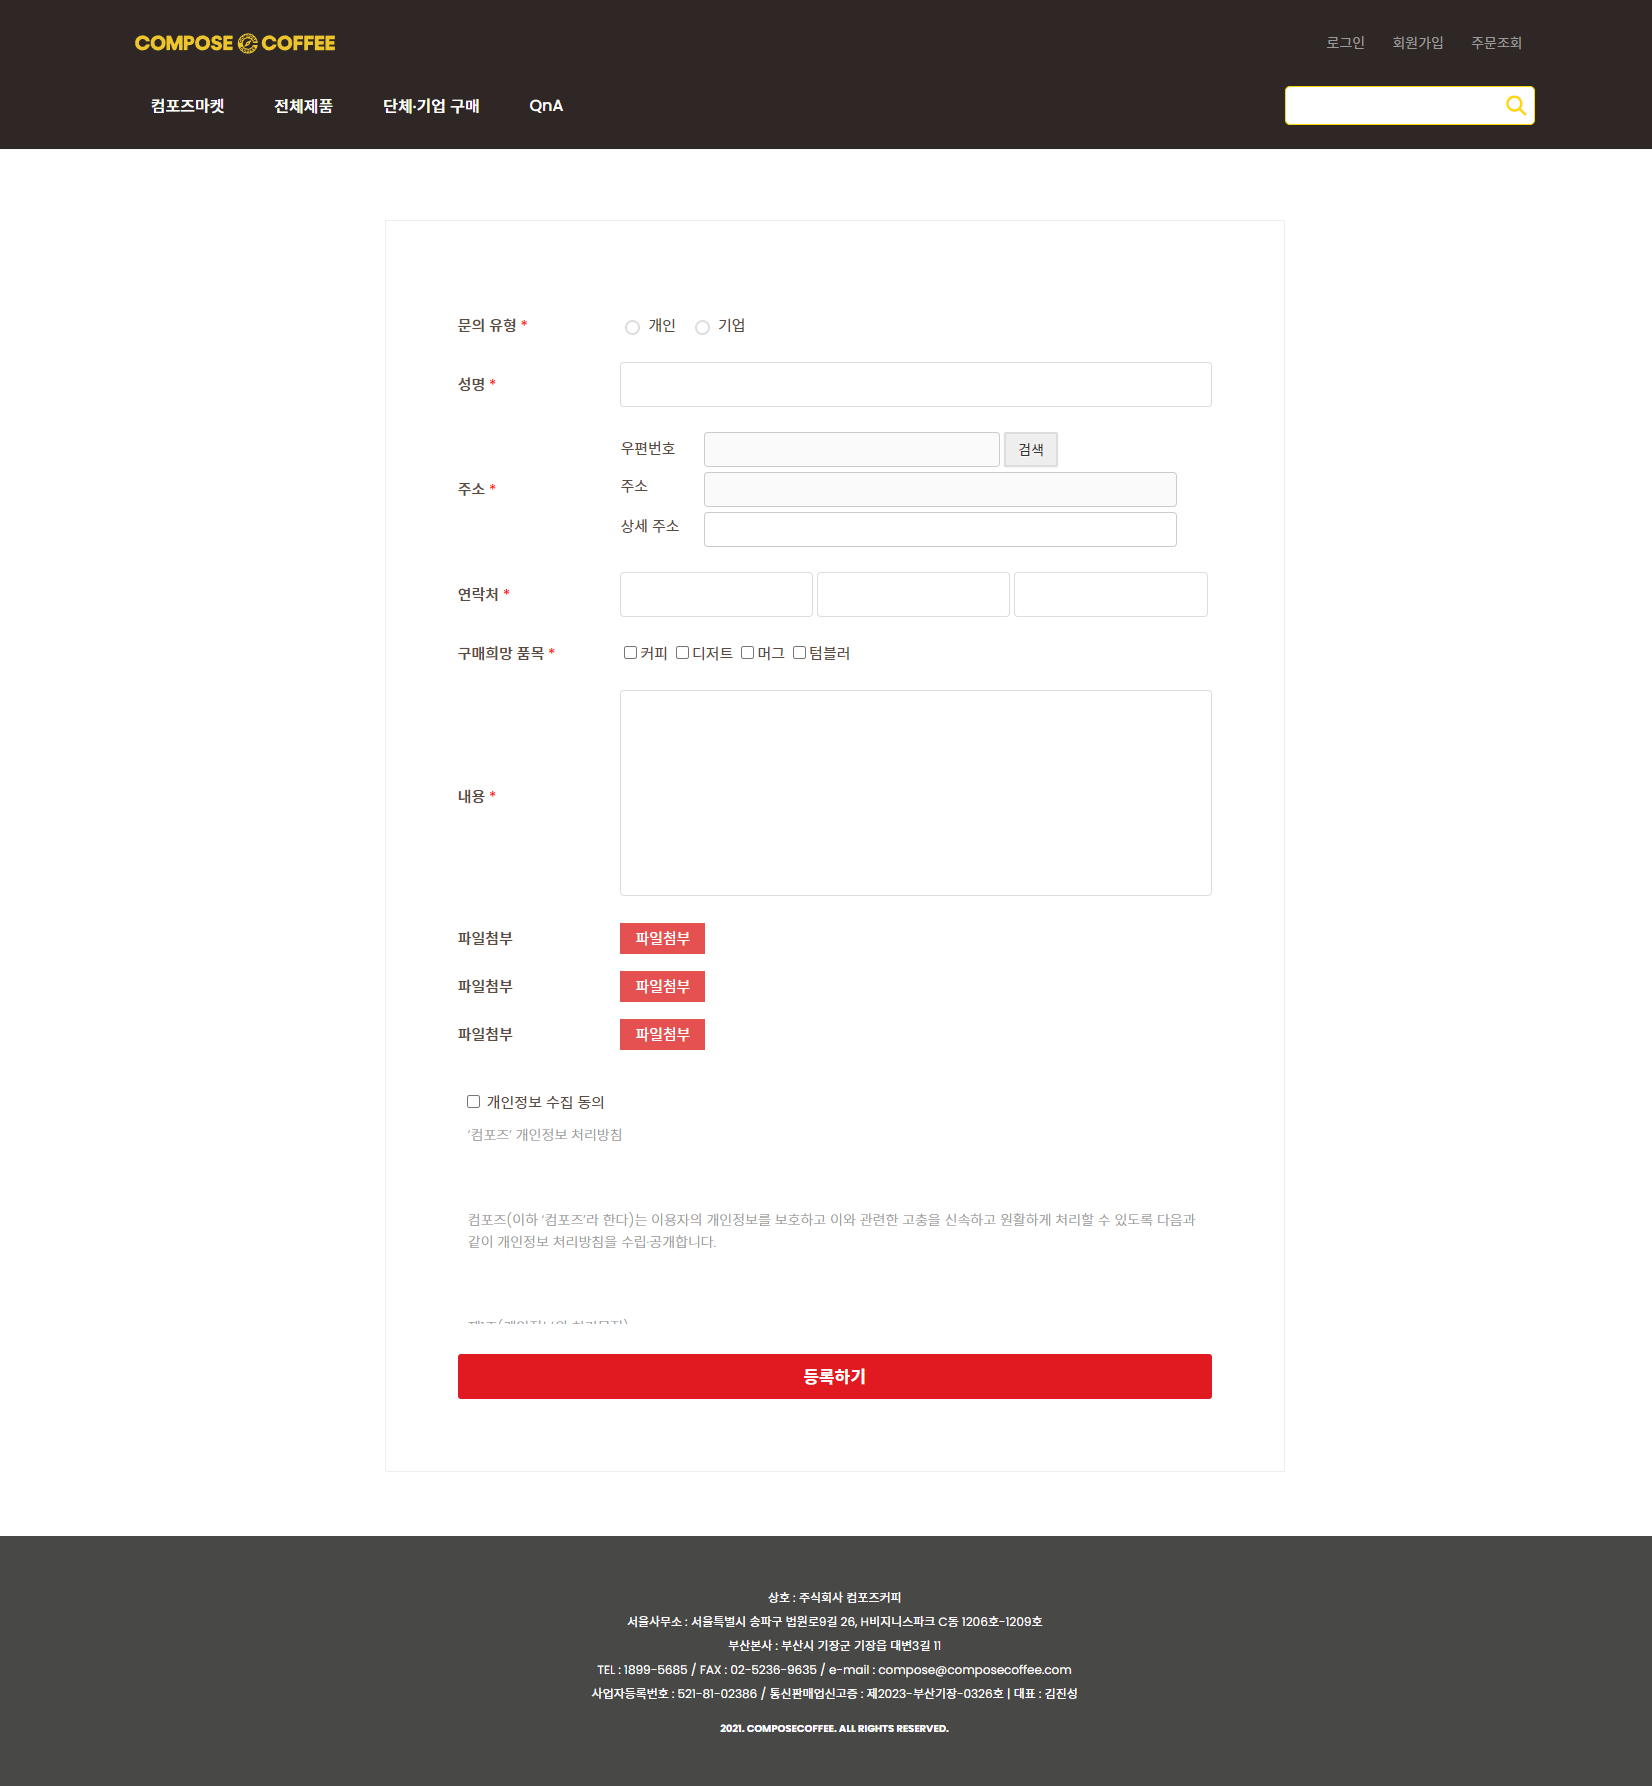 COMPOSE COFFEE
로그인 회원가입 주문조회
컴포즈마켓 전체제품 단체·기업 구매 QnA
문의 유형 * 개인 기업
성명 *
우편번호 검색
주소 * 주소
상세 주소
연락처 *
구매희망 품목 * 커피 디저트 머그 텀블러
내용 *
파일첨부 파일첨부
파일첨부 파일첨부
파일첨부 파일첨부
개인정보 수집 동의
‘컴포즈’ 개인정보 처리방침
컴포즈(이하 ‘컴포즈’라 한다)는 이용자의 개인정보를 보호하고 이와 관련한 고충을 신속하고 원활하게 처리할 수 있도록 다음과
같이 개인정보 처리방침을 수립·공개합니다.
등록하기
상호 : 주식회사 컴포즈커피
서울사무소 : 서울특별시 송파구 법원로9길 26, H비지니스파크 C동 1206호-1209호
부산본사 : 부산시 기장군 기장읍 대변3길 11
TEL : 1899-5685 / FAX : 02-5236-9635 / e-mail : compose@composecoffee.com
사업자등록번호 : 521-81-02386 / 통신판매업신고증 : 제2023-부산기장-0326호 | 대표 : 김진성
2021. COMPOSECOFFEE. ALL RIGHTS RESERVED.